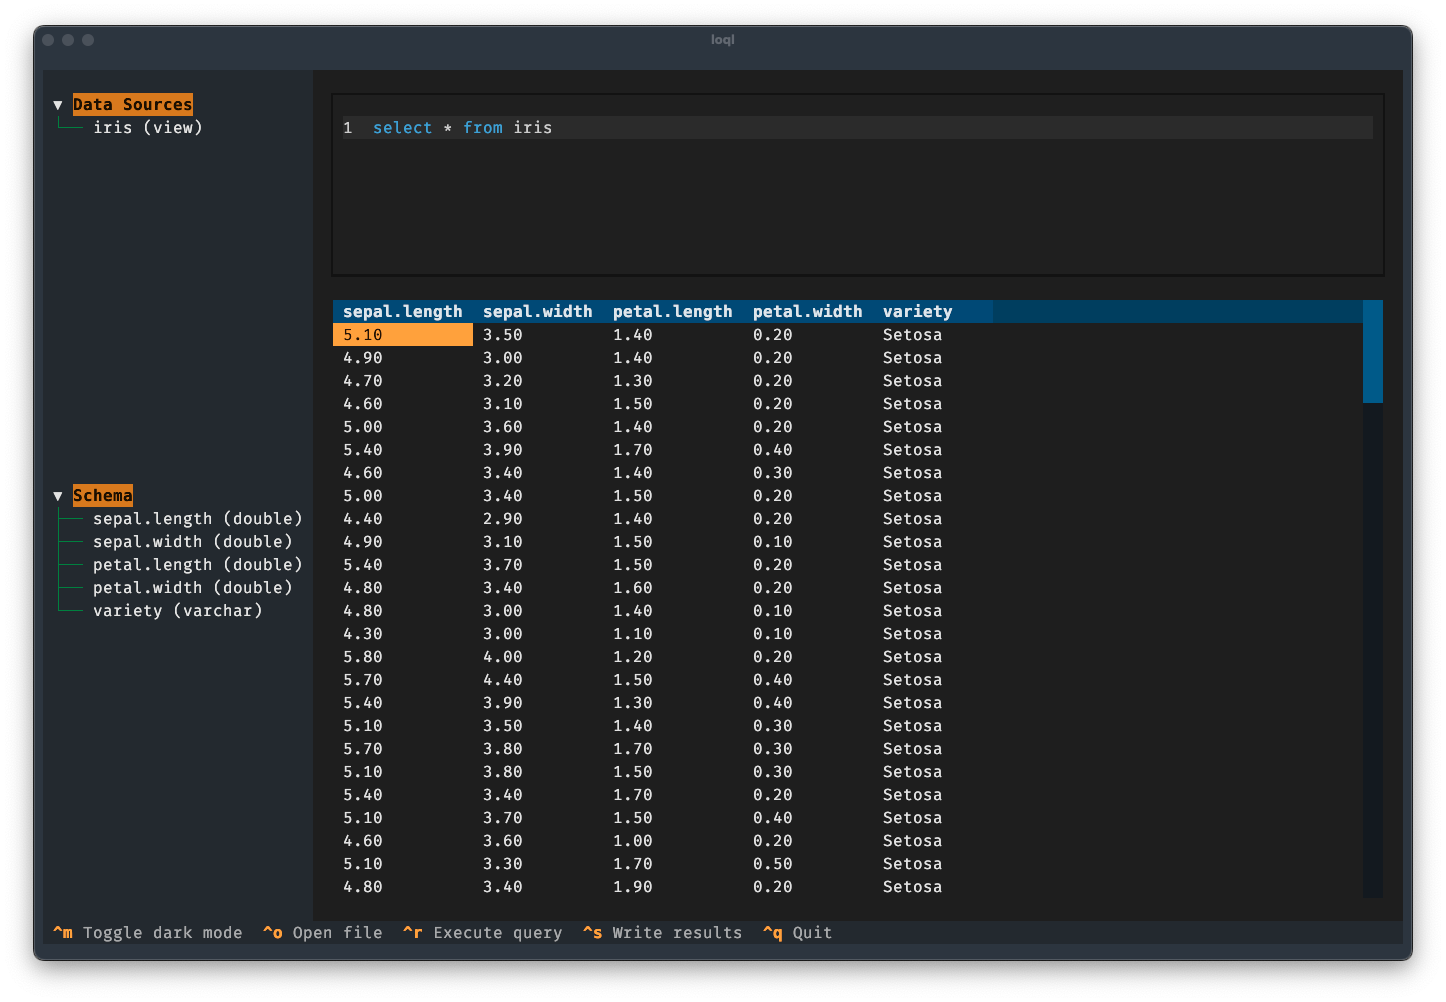 loql
▼ Data Sources
iris (view)
▼ Schema
sepal.length (double)
sepal.width (double)
petal.length (double)
petal.width (double)
variety (varchar)
1 select * from iris
sepal.length sepal.width petal.length petal.width variety
5.10 3.50 1.40 0.20 Setosa
4.90 3.00 1.40 0.20 Setosa
4.70 3.20 1.30 0.20 Setosa
4.60 3.10 1.50 0.20 Setosa
5.00 3.60 1.40 0.20 Setosa
5.40 3.90 1.70 0.40 Setosa
4.60 3.40 1.40 0.30 Setosa
5.00 3.40 1.50 0.20 Setosa
4.40 2.90 1.40 0.20 Setosa
4.90 3.10 1.50 0.10 Setosa
5.40 3.70 1.50 0.20 Setosa
4.80 3.40 1.60 0.20 Setosa
4.80 3.00 1.40 0.10 Setosa
4.30 3.00 1.10 0.10 Setosa
5.80 4.00 1.20 0.20 Setosa
5.70 4.40 1.50 0.40 Setosa
5.40 3.90 1.30 0.40 Setosa
5.10 3.50 1.40 0.30 Setosa
5.70 3.80 1.70 0.30 Setosa
5.10 3.80 1.50 0.30 Setosa
5.40 3.40 1.70 0.20 Setosa
5.10 3.70 1.50 0.40 Setosa
4.60 3.60 1.00 0.20 Setosa
5.10 3.30 1.70 0.50 Setosa
4.80 3.40 1.90 0.20 Setosa
^m Toggle dark mode ^o Open file ^r Execute query ^s Write results ^q Quit